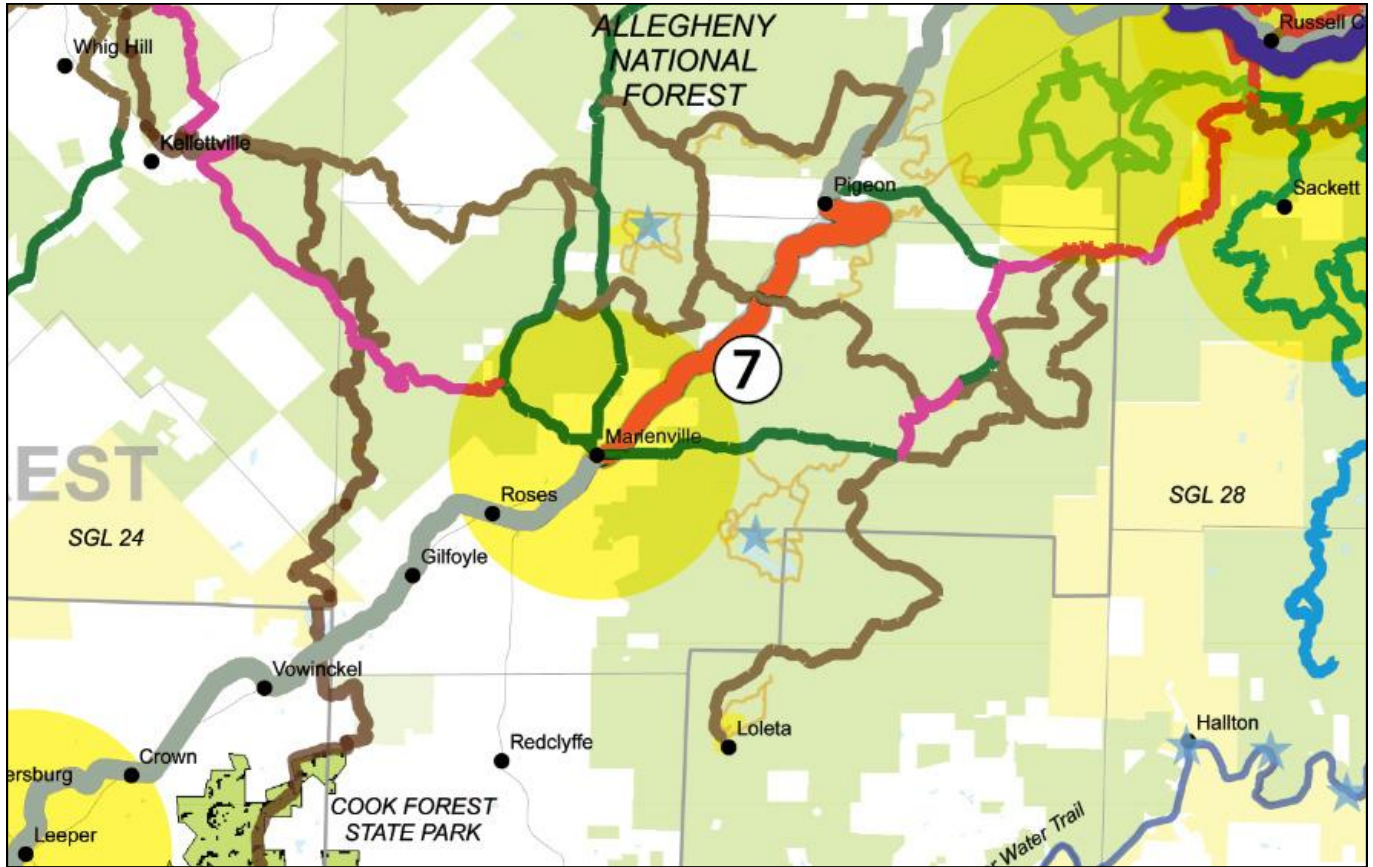 ALLEGHENY
NATIONAL
FOREST
Russell C
Whig Hill
Kellettville
Pigeon
Sackett
7
Marienville
EST
SGL 24
Roses
SGL 28
Gilfoyle
Vowinckel
Redclyffe
Loleta
Hallton
Crown
ersburg
COOK FOREST
STATE PARK
Leeper
r Water Trail